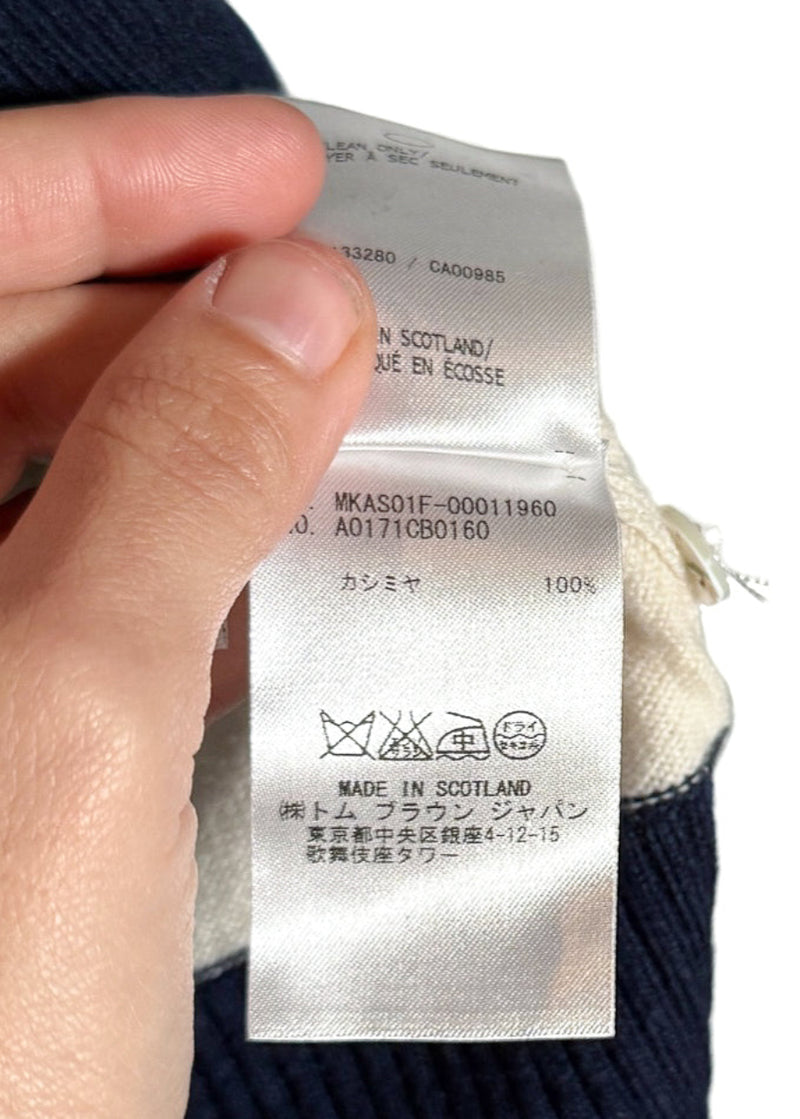 LEAN ONLY/
YER À SEC SEULEMENT
33280 / CA00985
N SCOTLAND/
QUÉ EN ÉCOSSE
MKAS01F-00011960
.O. A0171CB0160
カシミヤ 100%
中 ドライ
MADE IN SCOTLAND
(株)トム ブラウン ジャパン
東京都中央区銀座4-12-15
歌舞伎座タワー